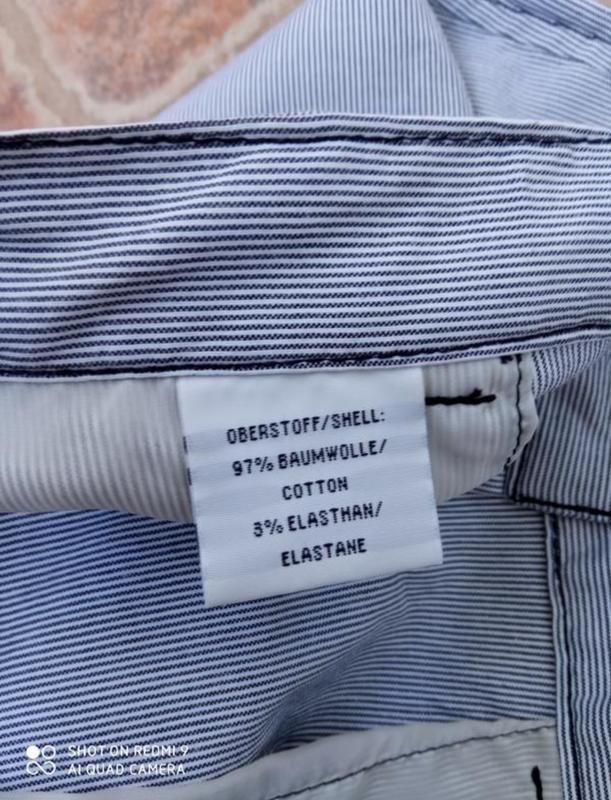 OBERSTOFF/SHELL:
97% BAUMWOLLE/
COTTON
3% ELASTHAN/
ELASTANE
SHOT ON REDMI 9
AI QUAD CAMERA